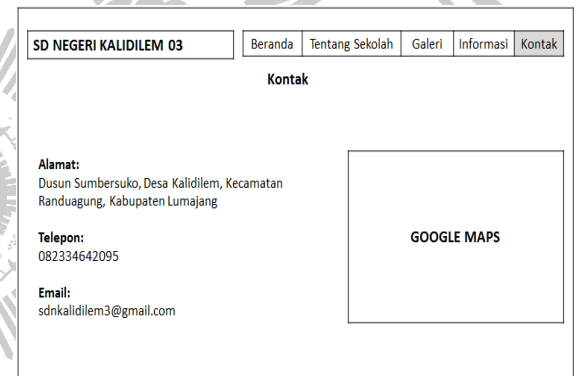 SD NEGERI KALIDILEM 03
Beranda Tentang Sekolah Galeri Informasi Kontak
Kontak
Alamat:
Dusun Sumbersuko, Desa Kalidilem, Kecamatan
Randuagung, Kabupaten Lumajang
Telepon:
082334642095
Email:
sdnkalidilem3@gmail.com
GOOGLE MAPS